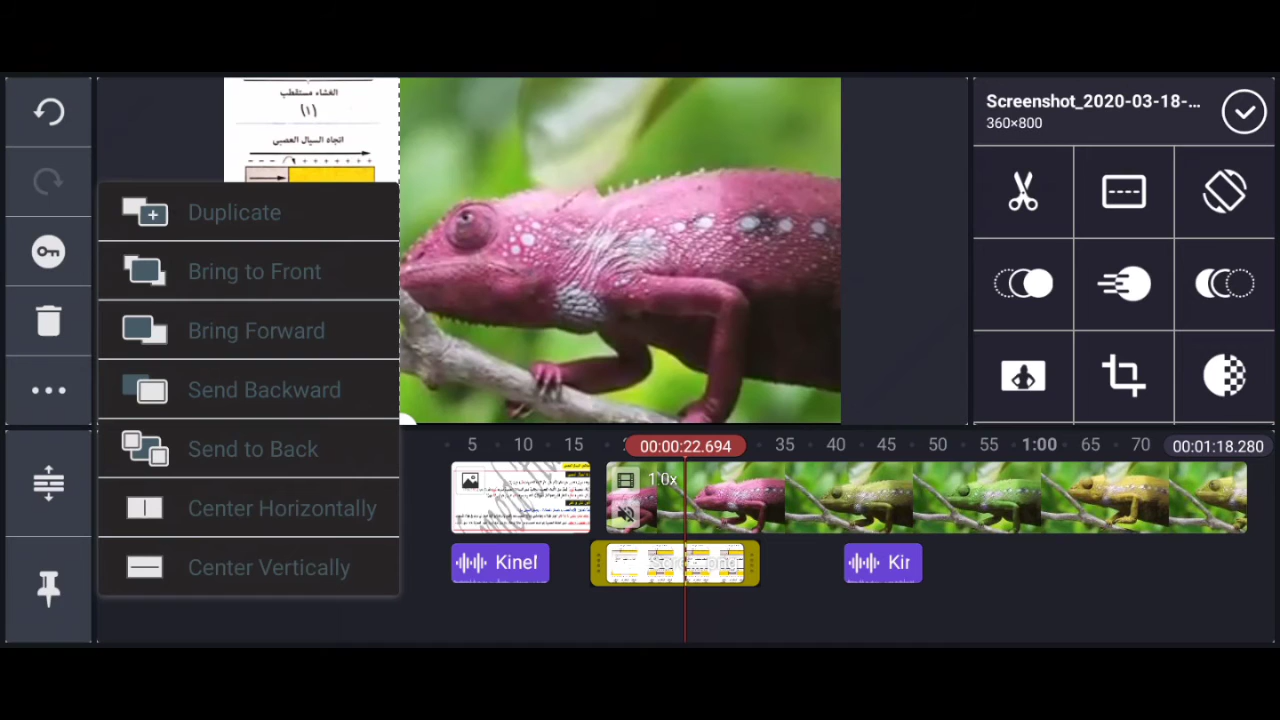 الغشاء مستقطب
(١)
اتجاه السيال العصبي
- - - + + + + + + +
Screenshot_2020-03-18-...
360×800
Duplicate
Bring to Front
Bring Forward
Send Backward
Send to Back
Center Horizontally
Center Vertically
5 10 15 00:00:22.694 35 40 45 50 55 1:00 65 70 00:01:18.280
1.0x
Kinel
Kir